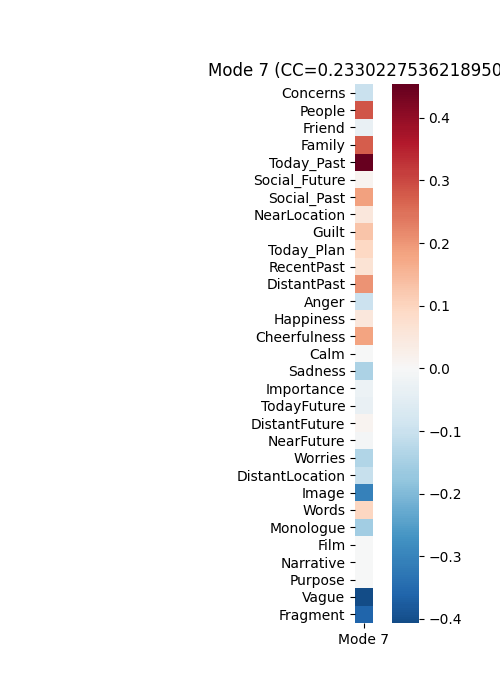 Mode 7 (CC=0.2330227536218950
Concerns
People
Friend
Family
Today_Past
Social_Future
Social_Past
NearLocation
Guilt
Today_Plan
RecentPast
DistantPast
Anger
Happiness
Cheerfulness
Calm
Sadness
Importance
TodayFuture
DistantFuture
NearFuture
Worries
DistantLocation
Image
Words
Monologue
Film
Narrative
Purpose
Vague
Fragment
Mode 7
0.4
0.3
0.2
0.1
0.0
−0.1
−0.2
−0.3
−0.4